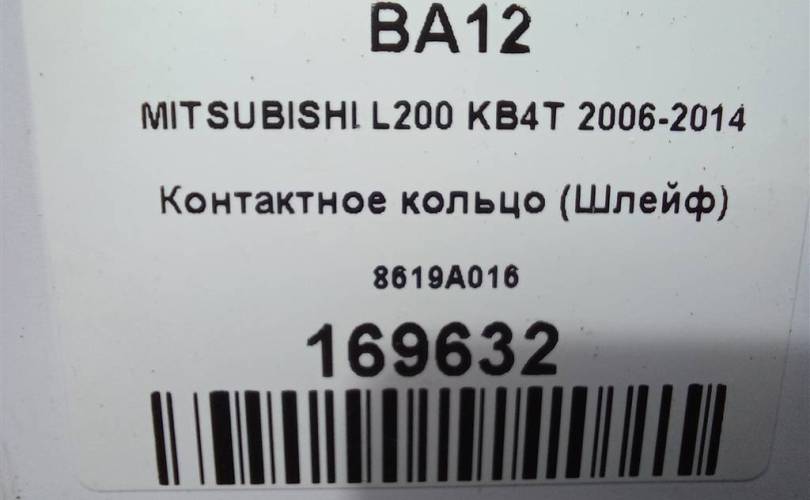 BA12
MITSUBISHI L200 KB4T 2006-2014
Контактное кольцо (Шлейф)
8619A016
169632